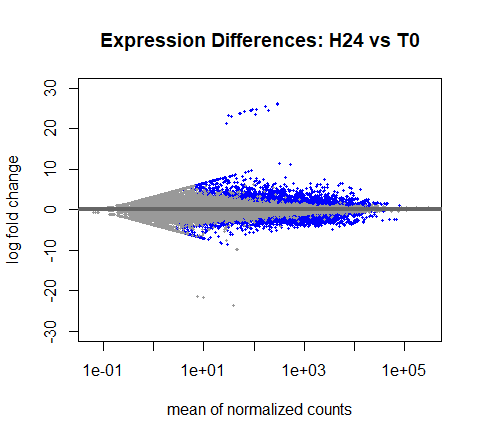 Expression Differences: H24 vs T0
log fold change
30
20
10
0
-10
-20
-30
1e-01 1e+01 1e+03 1e+05
mean of normalized counts